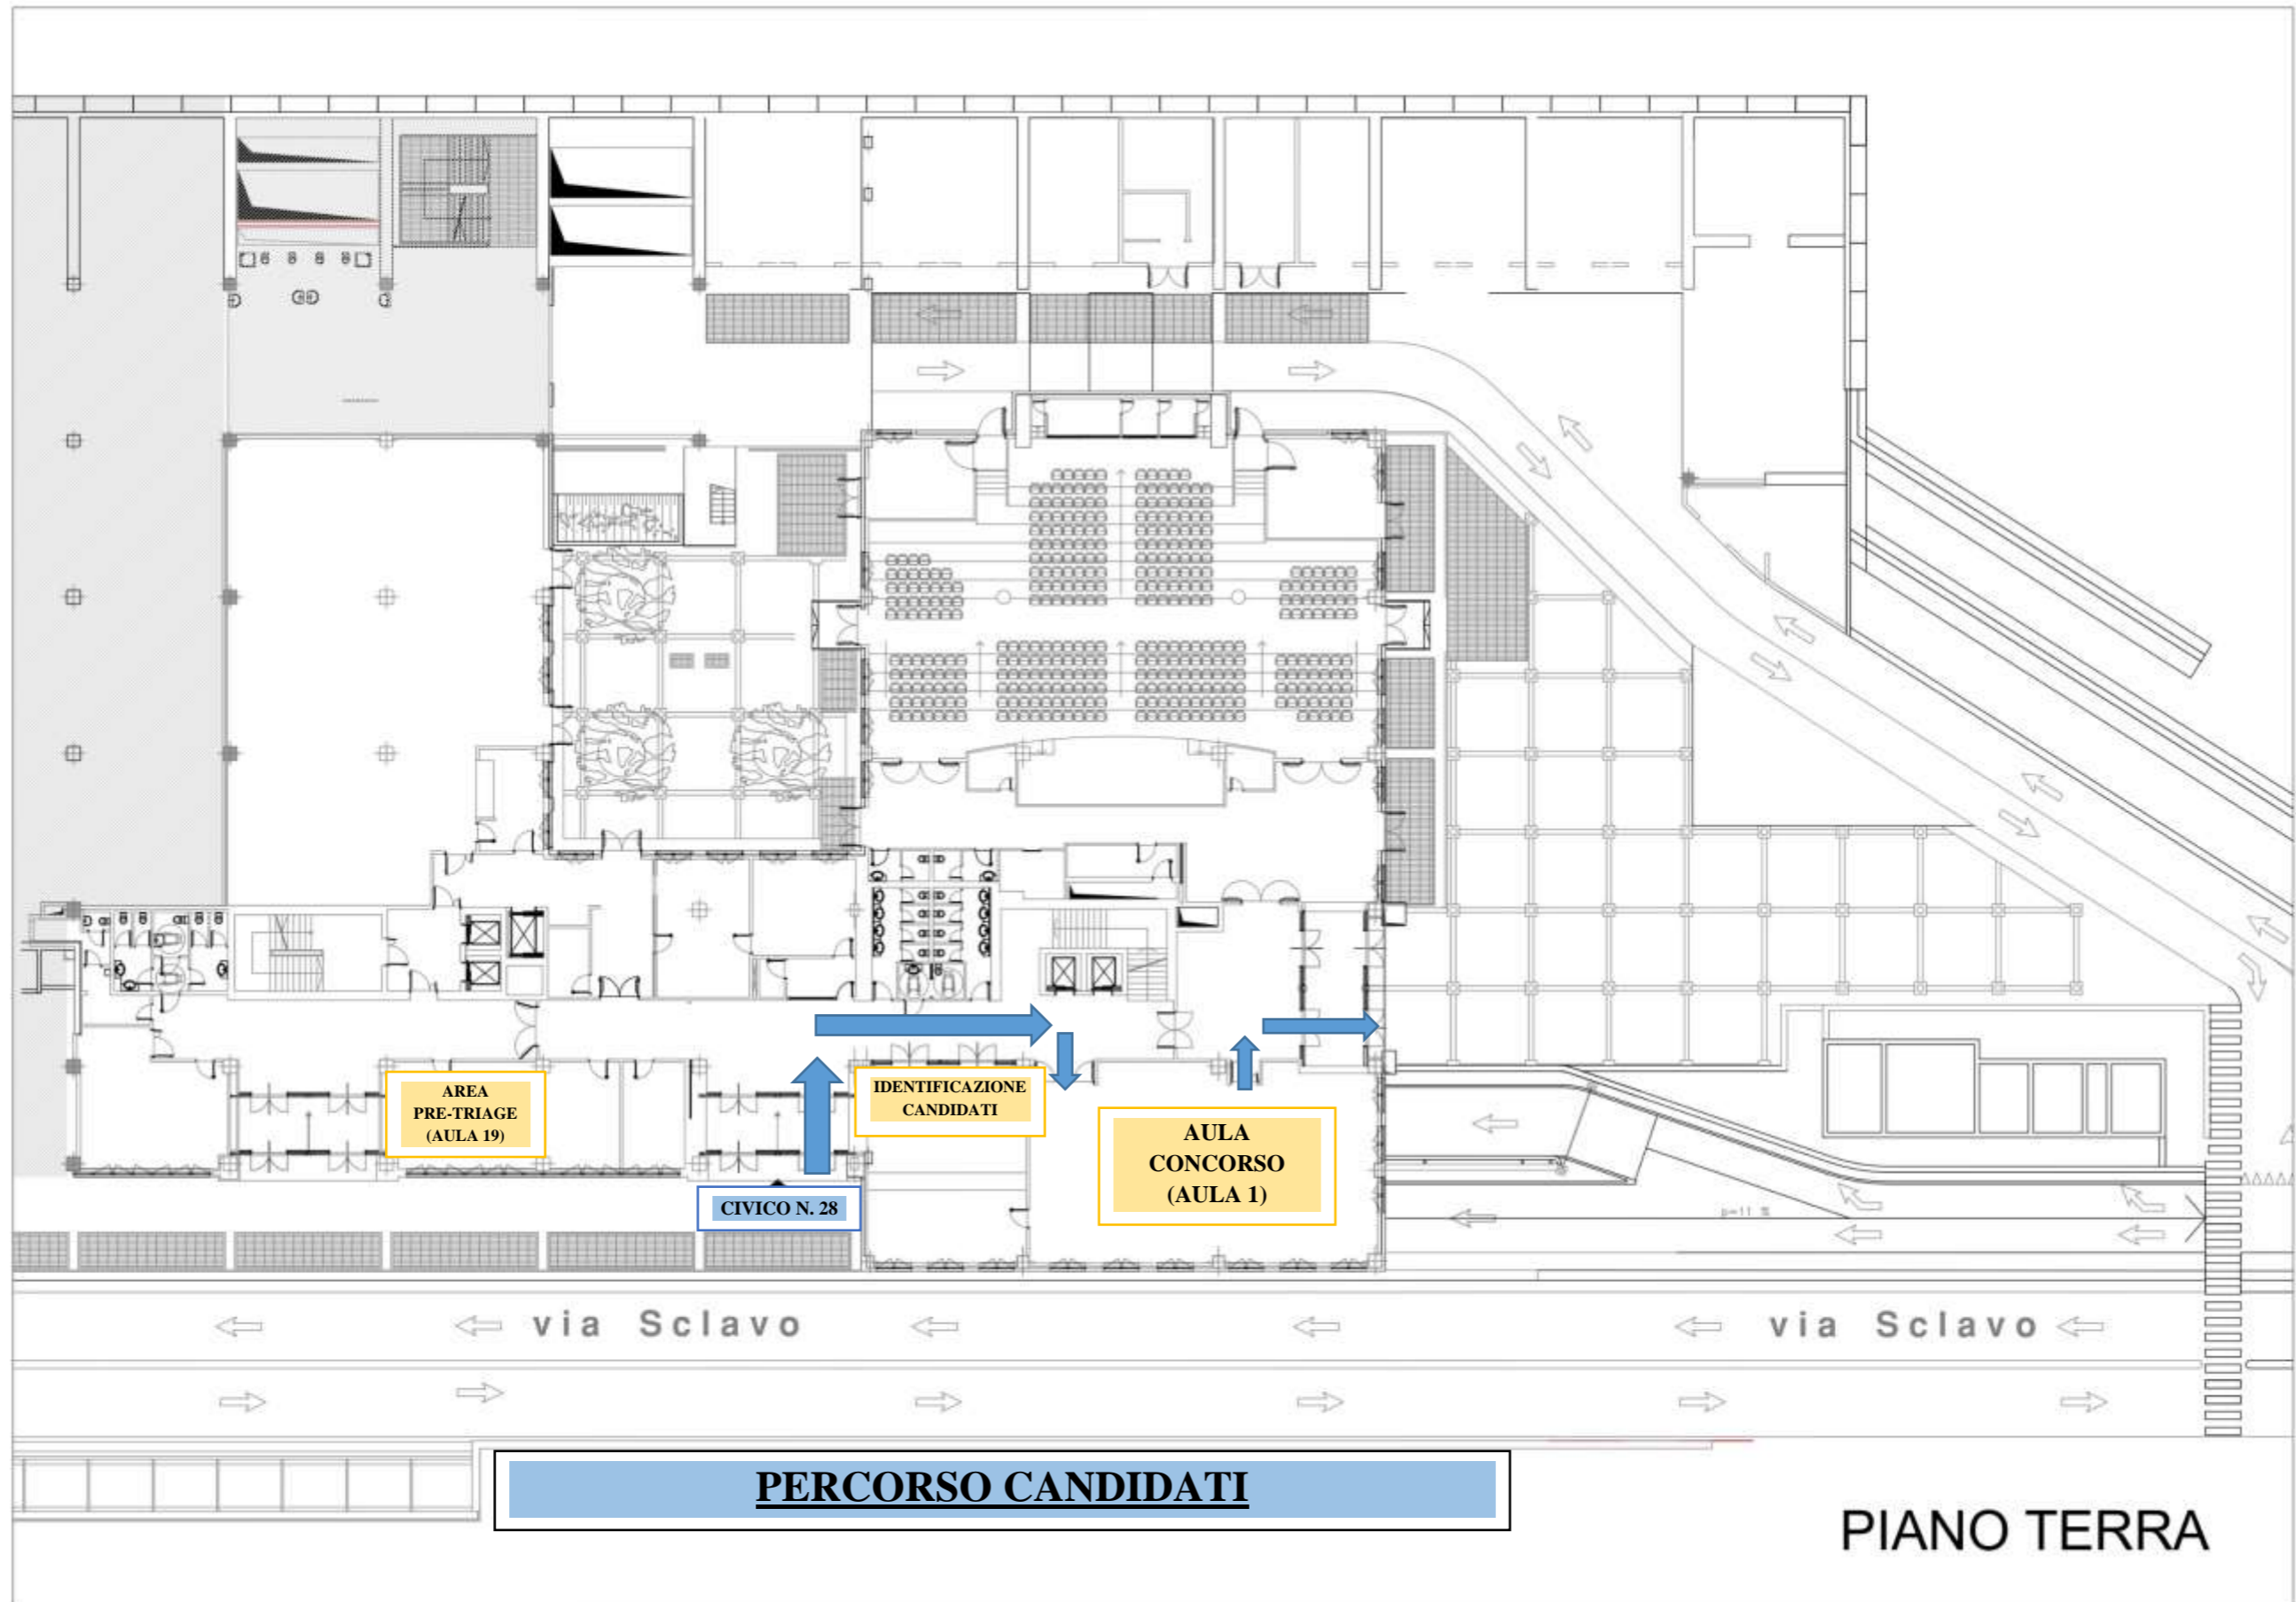 AREA
PRE-TRIAGE
(AULA 19)
IDENTIFICAZIONE
CANDIDATI
AULA
CONCORSO
(AULA 1)
CIVICO N. 28
p=11 %
via Sclavo
via Sclavo
PERCORSO CANDIDATI
PIANO TERRA